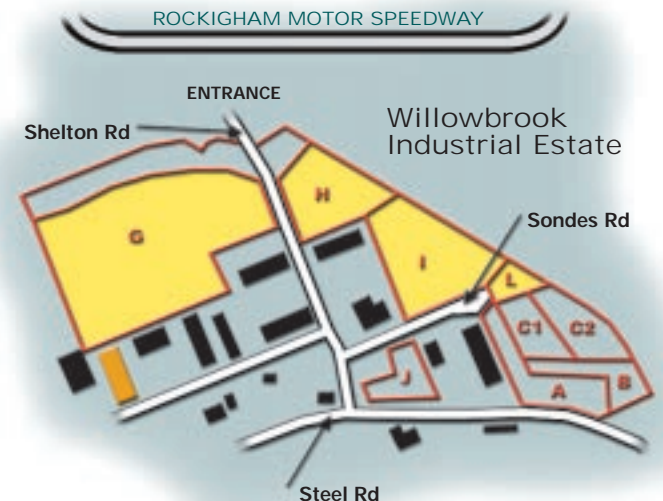 ROCKIGHAM MOTOR SPEEDWAY
ENTRANCE
Willowbrook
Industrial Estate
Shelton Rd
H
Sondes Rd
G
I
L
C1
C2
J
A
B
Steel Rd